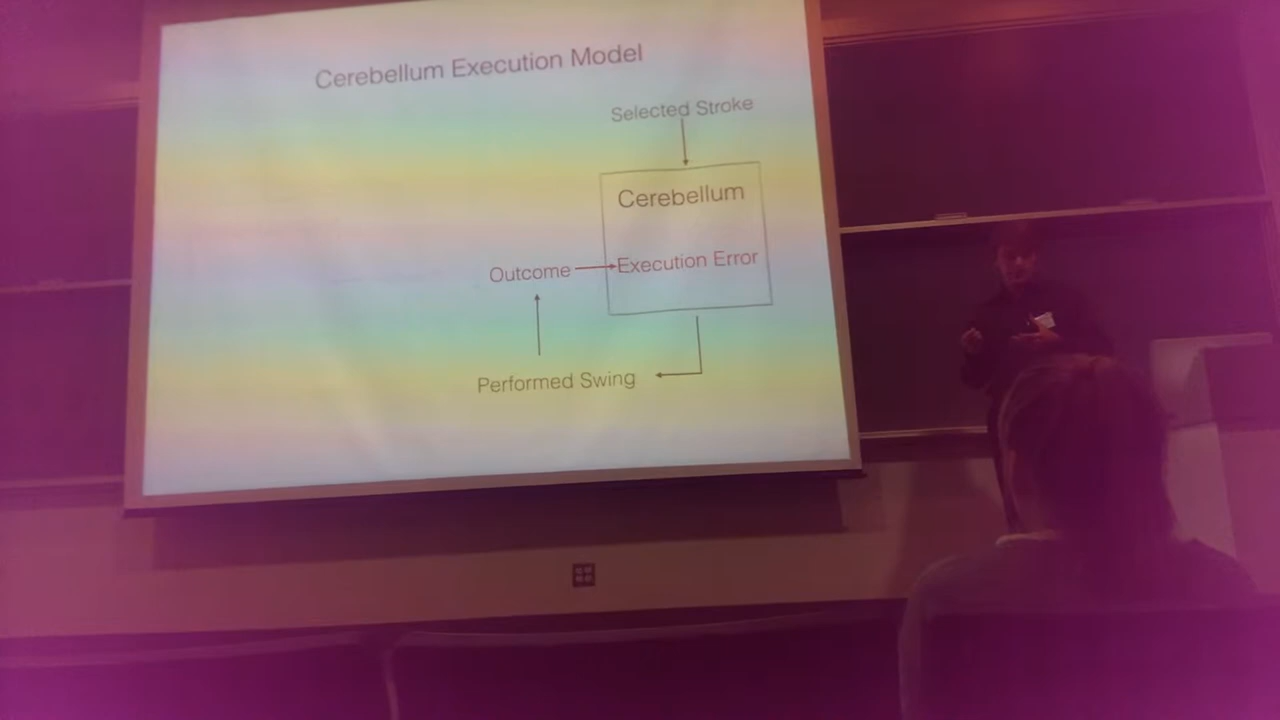 Cerebellum Execution Model
Selected Stroke
Cerebellum
Outcome
Execution Error
Performed Swing